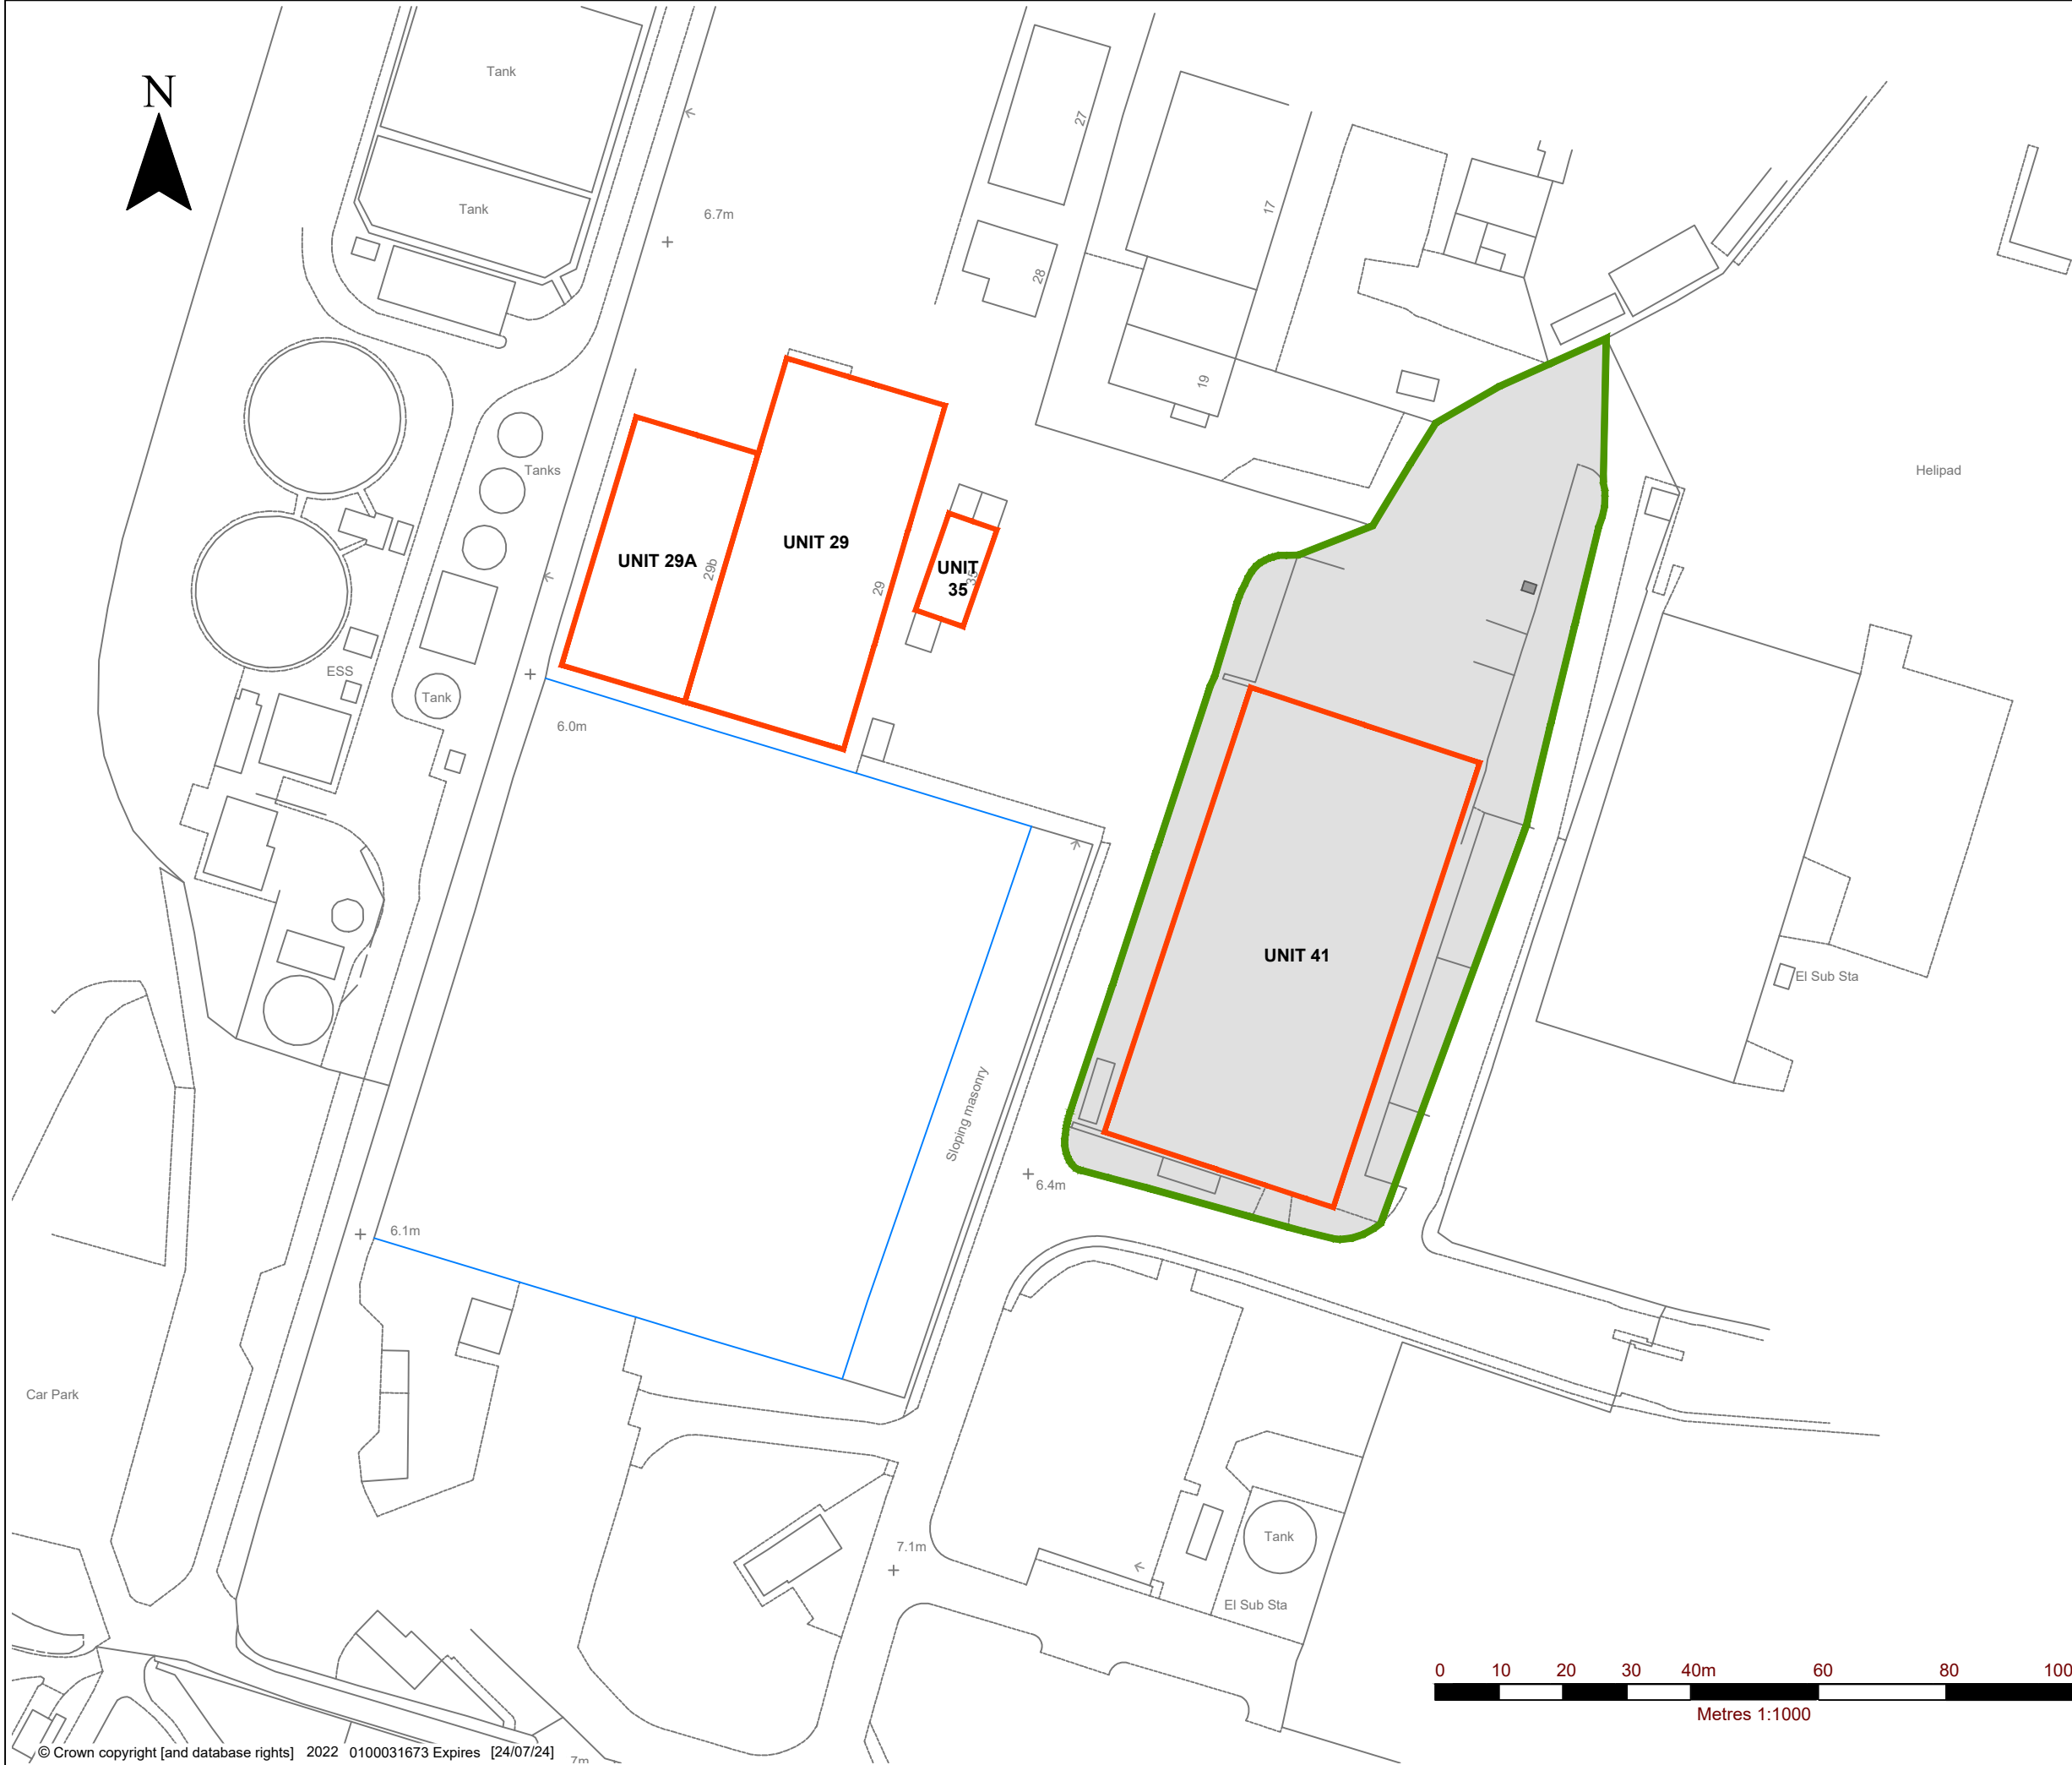 Tank
N
27
17
Tank
6.7m
28
19
Tanks
Helipad
UNIT 29
UNIT 29A
29b
29
UNIT
35
35
ESS
Tank
6.0m
UNIT 41
El Sub Sta
Sloping masonry
6.4m
6.1m
Car Park
7.1m
Tank
El Sub Sta
0 10 20 30 40m 60 80 100
Metres 1:1000
© Crown copyright [and database rights] 2022 0100031673 Expires [24/07/24]
7m